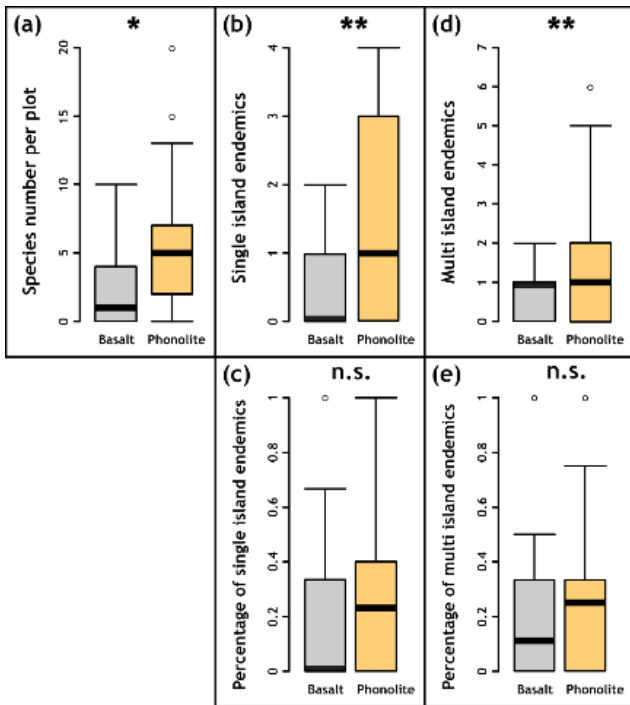 (a)
*
Species number per plot
20
15
10
5
0
Basalt Phonolite
(b)
**
Single island endemics
4
3
2
1
0
Basalt Phonolite
(d)
**
Multi island endemics
7
6
5
4
3
2
1
0
Basalt Phonolite
(c)
n.s.
Percentage of single island endemics
1
0.8
0.6
0.4
0.2
0
Basalt Phonolite
(e)
n.s.
Percentage of multi island endemics
1
0.8
0.6
0.4
0.2
0
Basalt Phonolite